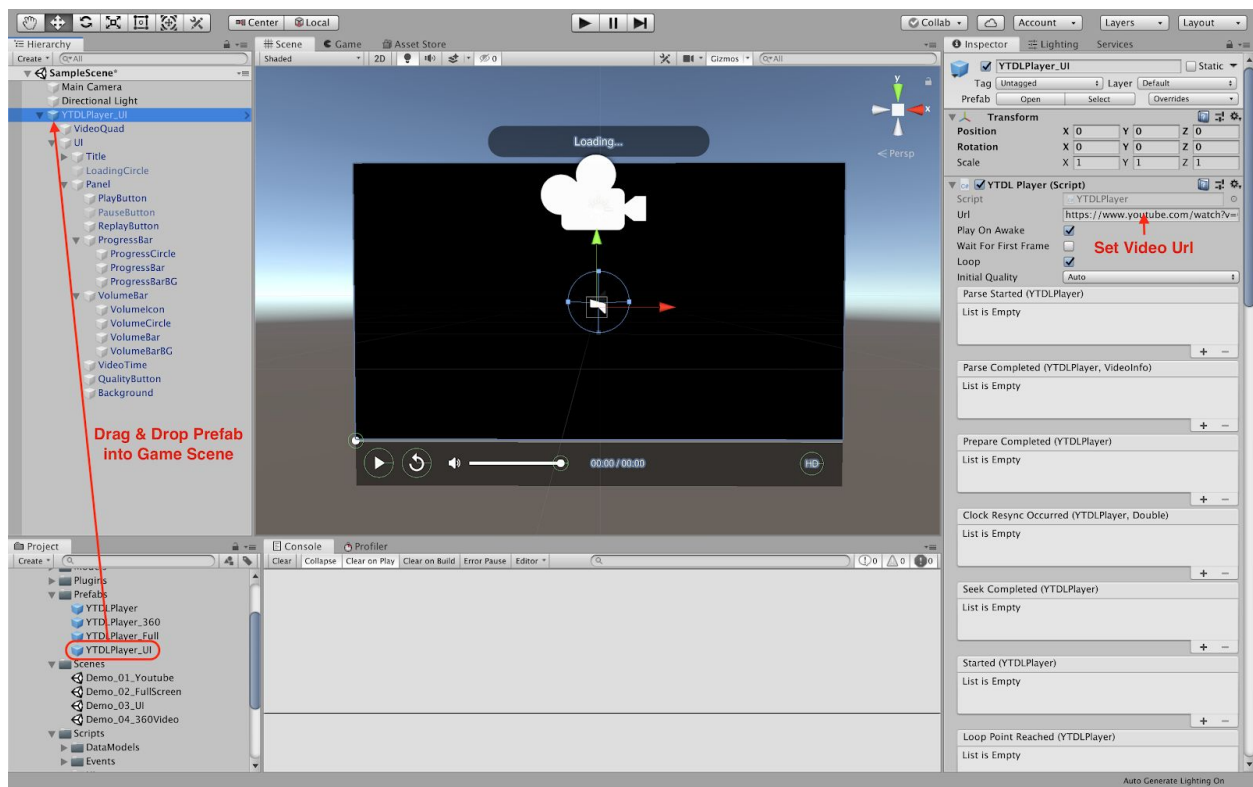 Center Local
Collab Account Layers Layout
Hierarchy
Create All
SampleScene*
Main Camera
Directional Light
YTDLPlayer_UI
VideoQuad
UI
Title
LoadingCircle
Panel
PlayButton
PauseButton
ReplayButton
ProgressBar
ProgressCircle
ProgressBar
ProgressBarBG
VolumeBar
VolumeIcon
VolumeCircle
VolumeBar
VolumeBarBG
VideoTime
QualityButton
Background
Drag & Drop Prefab
into Game Scene
Scene Game Asset Store
Shaded 2D 0 Gizmos All
y
x
Persp
Loading...
00:00 / 00:00
HD
Project
Create
Plugins
Prefabs
YTDLPlayer
YTDLPlayer_360
YTDLPlayer_Full
YTDLPlayer_UI
Scenes
Demo_01_Youtube
Demo_02_FullScreen
Demo_03_UI
Demo_04_360Video
Scripts
DataModels
Events
Console Profiler
Clear Collapse Clear on Play Clear on Build Error Pause Editor
0 0 0
Inspector Lighting Services
YTDLPlayer_UI Static
Tag Untagged Layer Default
Prefab Open Select Overrides
Transform
Position X 0 Y 0 Z 0
Rotation X 0 Y 0 Z 0
Scale X 1 Y 1 Z 1
YTDL Player (Script)
Script YTDLPlayer
Url https://www.youtube.com/watch?v=
Play On Awake
Wait For First Frame
Set Video Url
Loop
Initial Quality Auto
Parse Started (YTDLPlayer)
List is Empty
+ −
Parse Completed (YTDLPlayer, VideoInfo)
List is Empty
+ −
Prepare Completed (YTDLPlayer)
List is Empty
+ −
Clock Resync Occurred (YTDLPlayer, Double)
List is Empty
+ −
Seek Completed (YTDLPlayer)
List is Empty
+ −
Started (YTDLPlayer)
List is Empty
+ −
Loop Point Reached (YTDLPlayer)
List is Empty
Auto Generate Lighting On